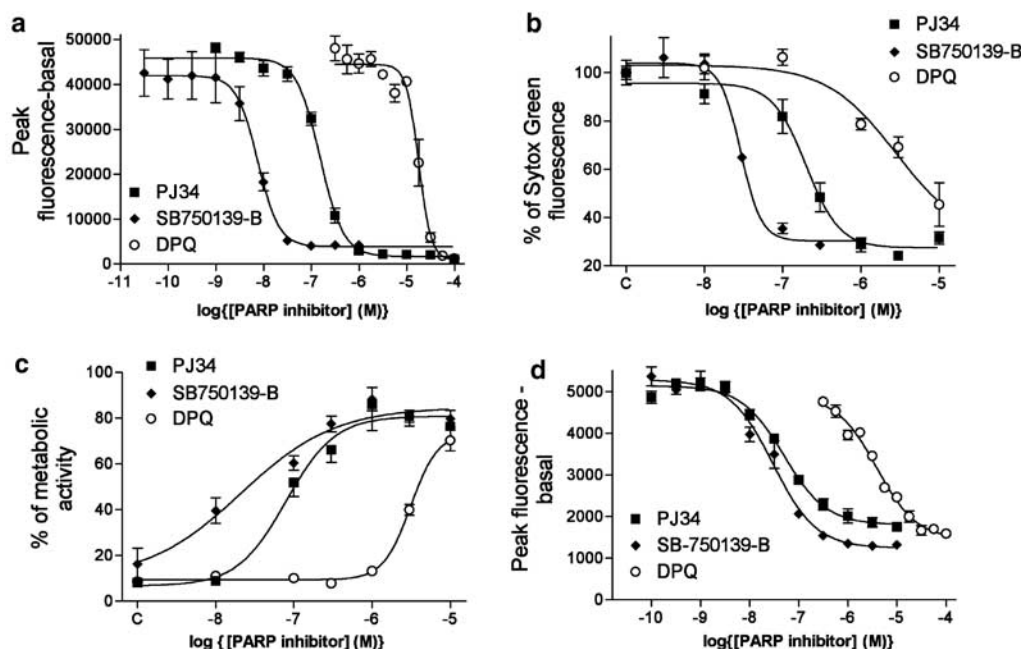 a
Peak
fluorescence-basal
50000
40000
30000
20000
10000
0
PJ34
SB750139-B
DPQ
-11 -10 -9 -8 -7 -6 -5 -4
log{[PARP inhibitor] (M)}
b
% of Sytox Green
fluorescence
100
80
60
40
20
PJ34
SB750139-B
DPQ
C -8 -7 -6 -5
log {[PARP inhibitor] (M)}
c
% of metabolic
activity
100
80
60
40
20
0
PJ34
SB750139-B
DPQ
C -8 -7 -6 -5
log {[PARP inhibitor] (M)}
d
Peak fluorescence -
basal
5000
4000
3000
2000
1000
0
PJ34
SB-750139-B
DPQ
-10 -9 -8 -7 -6 -5 -4
log{[PARP inhibitor] (M)}